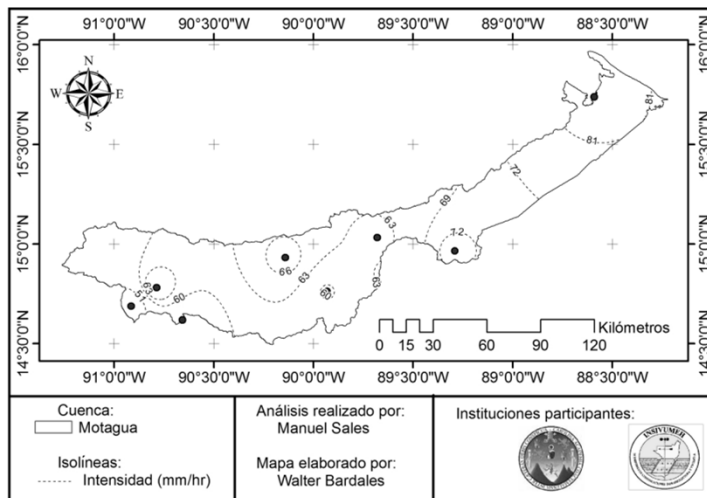 91°0'0"W 90°30'0"W 90°0'0"W 89°30'0"W 89°0'0"W 88°30'0"W
16°0'0"N
15°30'0"N
15°0'0"N
14°30'0"N
16°0'0"N
15°30'0"N
15°0'0"N
14°30'0"N
N
W E
S
81
81
72
69
72
63
63
63
66
60
63
51
60
Kilómetros
0 15 30 60 90 120
91°0'0"W 90°30'0"W 90°0'0"W 89°30'0"W 89°0'0"W 88°30'0"W
Cuenca:
Motagua
Isolíneas:
Intensidad (mm/hr)
Análisis realizado por:
Manuel Sales
Mapa elaborado por:
Walter Bardales
Instituciones participantes:
INSIVUMEH